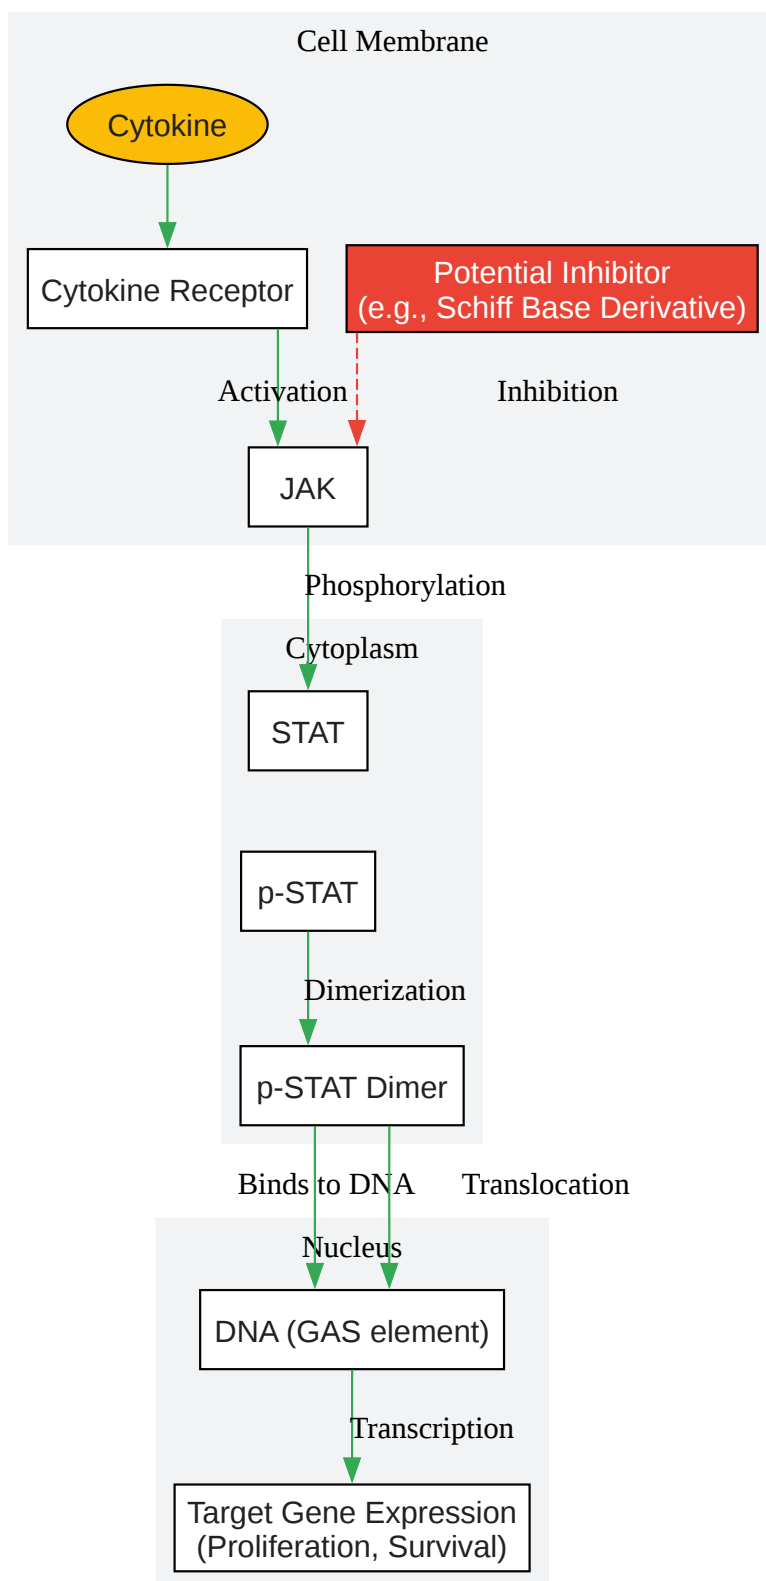 Cell Membrane
Cytokine
Cytokine Receptor
Potential Inhibitor
(e.g., Schiff Base Derivative)
Activation
Inhibition
JAK
Phosphorylation
Cytoplasm
STAT
p-STAT
Dimerization
p-STAT Dimer
Binds to DNA
Translocation
Nucleus
DNA (GAS element)
Transcription
Target Gene Expression
(Proliferation, Survival)